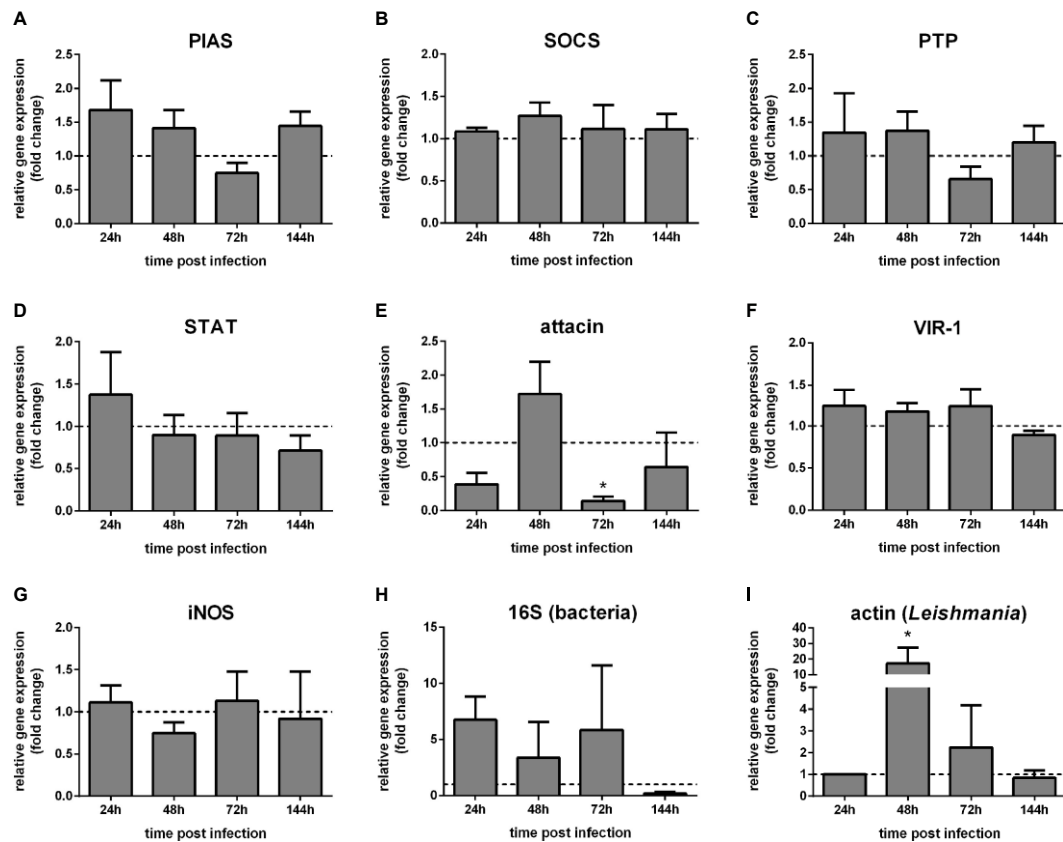 A
PIAS
relative gene expression
(fold change)
2.5
2.0
1.5
1.0
0.5
0.0
24h 48h 72h 144h
time post infection
B
SOCS
relative gene expression
(fold change)
2.0
1.5
1.0
0.5
0.0
24h 48h 72h 144h
time post infection
C
PTP
relative gene expression
(fold change)
2.5
2.0
1.5
1.0
0.5
0.0
24h 48h 72h 144h
time post infection
D
STAT
relative gene expression
(fold change)
2.0
1.5
1.0
0.5
0.0
24h 48h 72h 144h
time post infection
E
attacin
relative gene expression
(fold change)
2.5
2.0
1.5
1.0
0.5
0.0
*
24h 48h 72h 144h
time post infection
F
VIR-1
relative gene expression
(fold change)
2.0
1.5
1.0
0.5
0.0
24h 48h 72h 144h
time post infection
G
iNOS
relative gene expression
(fold change)
2.0
1.5
1.0
0.5
0.0
24h 48h 72h 144h
time post infection
H
16S (bacteria)
relative gene expression
(fold change)
15
10
5
0
24h 48h 72h 144h
time post infection
I
actin (Leishmania)
relative gene expression
(fold change)
*
40
30
20
10
5
4
3
2
1
0
24h 48h 72h 144h
time post infection